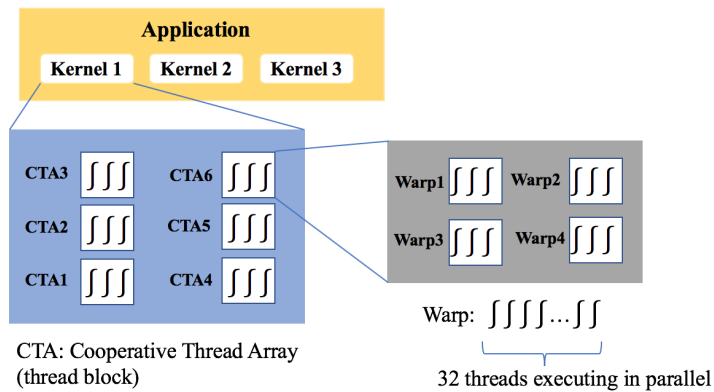 Application
Kernel 1 Kernel 2 Kernel 3
CTA3 CTA6
CTA2 CTA5
CTA1 CTA4
Warp1 Warp2
Warp3 Warp4
Warp: ∫∫∫∫...∫∫
32 threads executing in parallel
CTA: Cooperative Thread Array
(thread block)